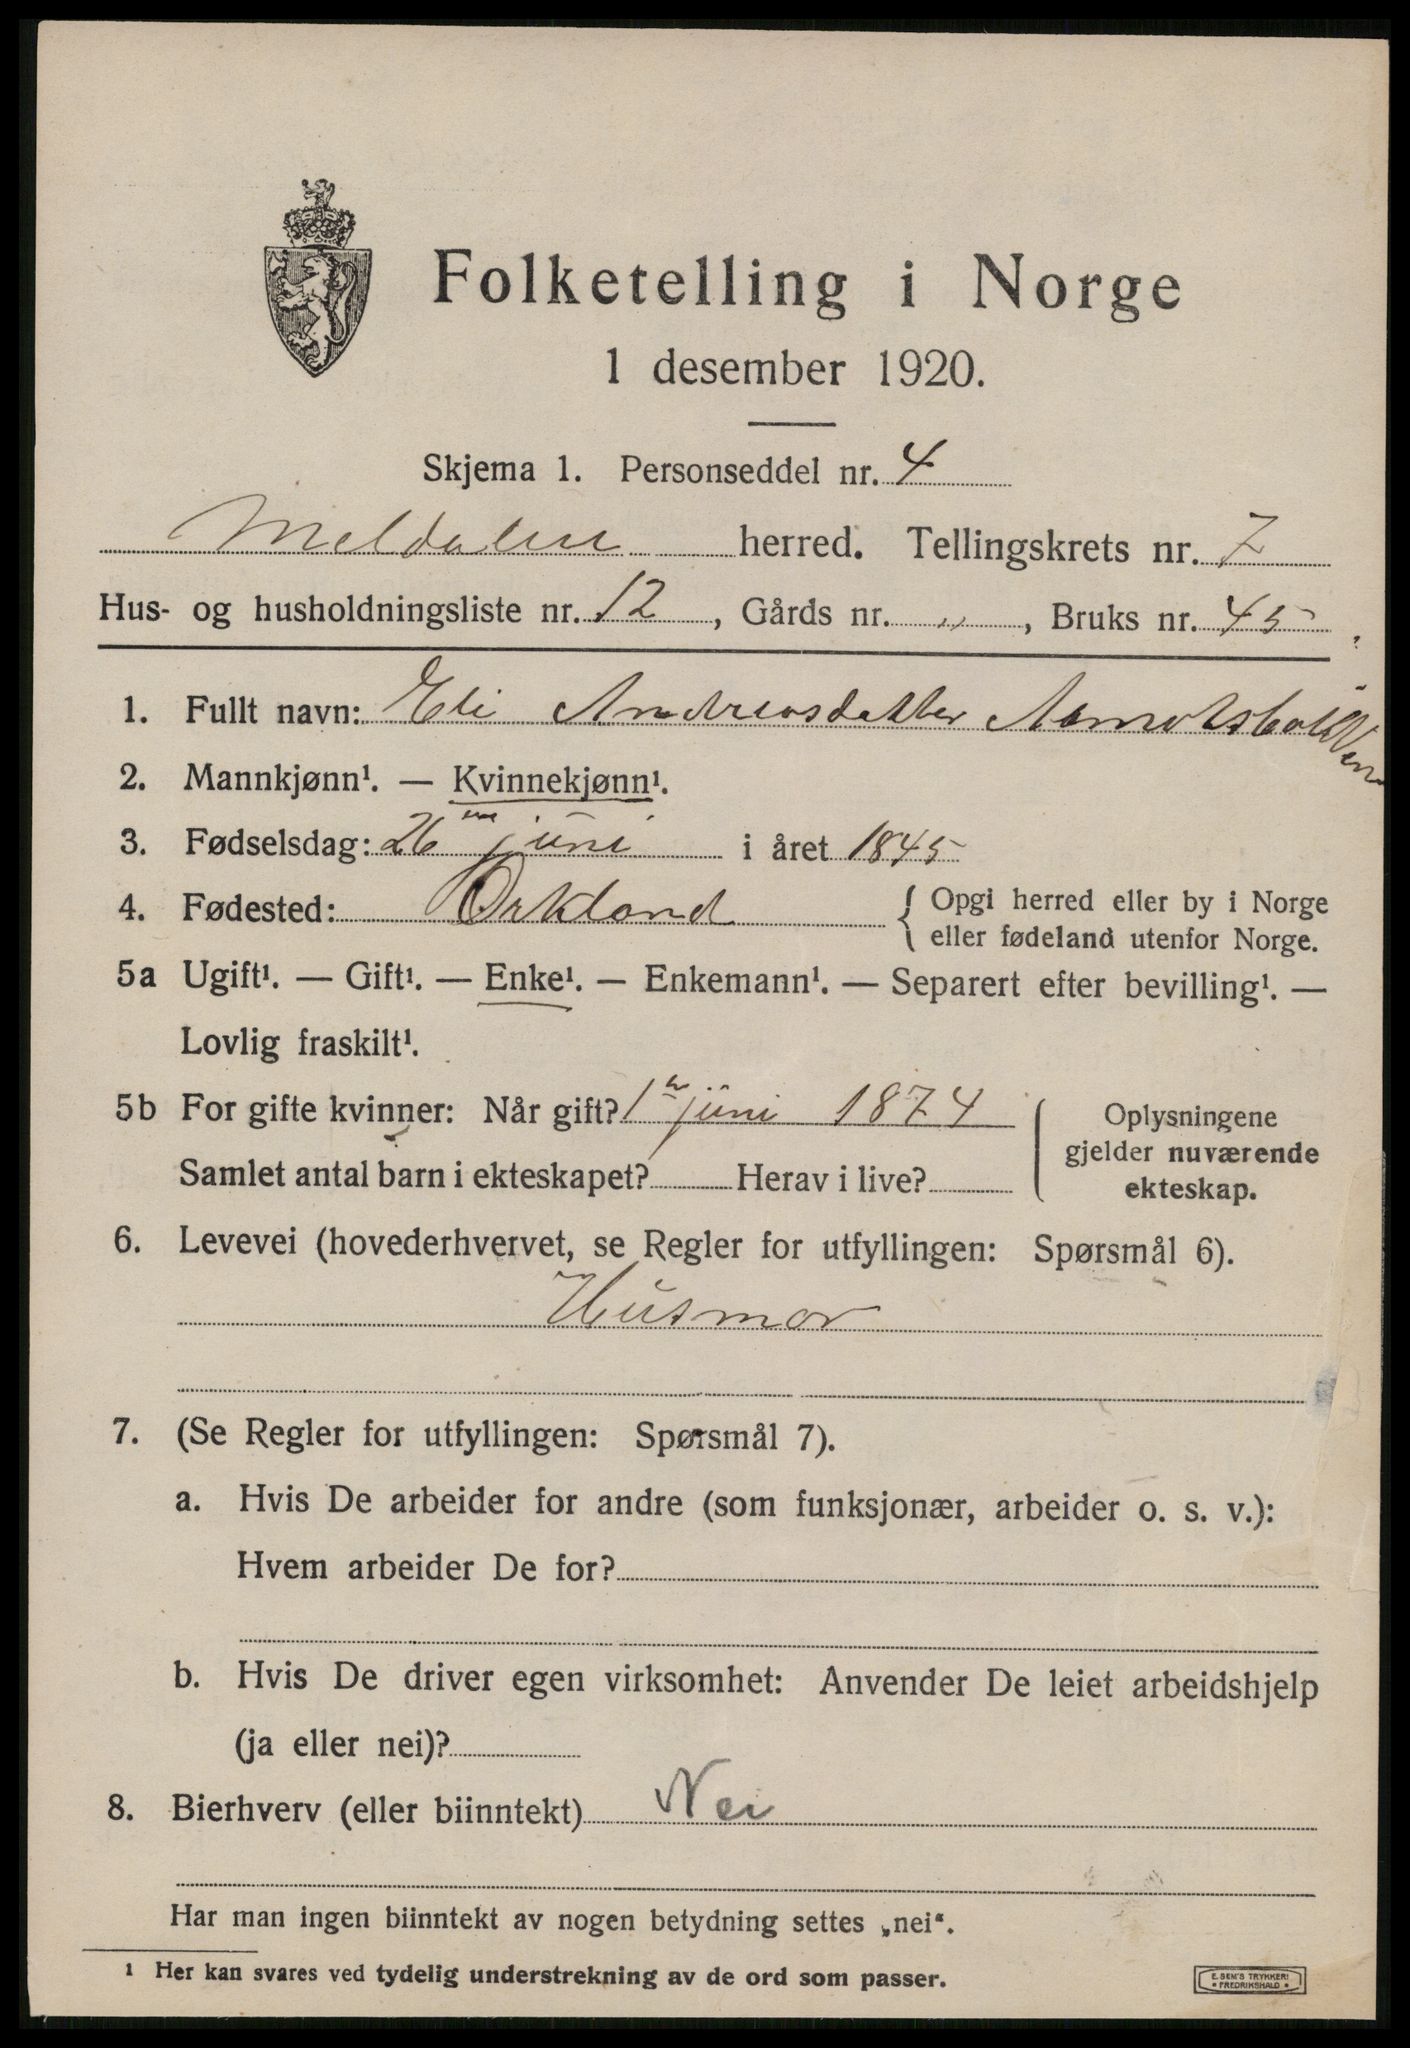 Folketelling i Norge
1 desember 1920.
Skjema 1. Personseddel nr. 4
Meldalen herred. Tellingskrets nr. 7
Hus- og husholdningsliste nr. 12, Gårds nr. „, Bruks nr. 45
1. Fullt navn: Eli Andreasdatter
2. Mannkjønn¹. — Kvinnekjønn¹.
3. Fødselsdag: 26 juni i året 1845
4. Fødested: Orkland { Opgi herred eller by i Norge
eller fødeland utenfor Norge.
5a Ugift¹. — Gift¹. — Enke¹. — Enkemann¹. — Separert efter bevilling¹. —
Lovlig fraskilt¹.
5b For gifte kvinner: Når gift? 1 juni 1874
Samlet antal barn i ekteskapet? Herav i live?
Oplysningene
gjelder nuværende
ekteskap.
6. Levevei (hovederhvervet, se Regler for utfyllingen: Spørsmål 6).
Husmor
7. (Se Regler for utfyllingen: Spørsmål 7).
a. Hvis De arbeider for andre (som funksjonær, arbeider o. s. v.):
Hvem arbeider De for?
b. Hvis De driver egen virksomhet: Anvender De leiet arbeidshjelp
(ja eller nei)?
8. Bierhverv (eller biinntekt) Nei
Har man ingen biinntekt av nogen betydning settes „nei“.
¹ Her kan svares ved tydelig understrekning av de ord som passer.
E. SEM'S TRYKKERI
• FREDRIKSHALD •